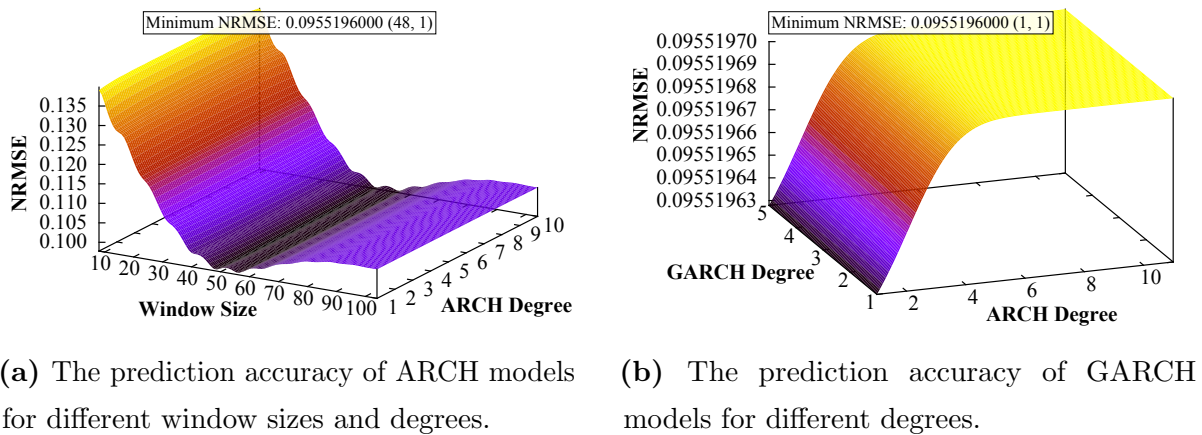 Minimum NRMSE: 0.0955196000 (48, 1)
0.135
0.130
0.125
0.120
0.115
0.110
0.105
0.100
NRMSE
10 20 30 40 50 60 70 80 90 100
Window Size
1 2 3 4 5 6 7 8 9 10
ARCH Degree
Minimum NRMSE: 0.0955196000 (1, 1)
0.09551970
0.09551969
0.09551968
0.09551967
0.09551966
0.09551965
0.09551964
0.09551963
NRMSE
5 4 3 2 1
GARCH Degree
2 4 6 8 10
ARCH Degree
(a) The prediction accuracy of ARCH models
for different window sizes and degrees.
(b) The prediction accuracy of GARCH
models for different degrees.